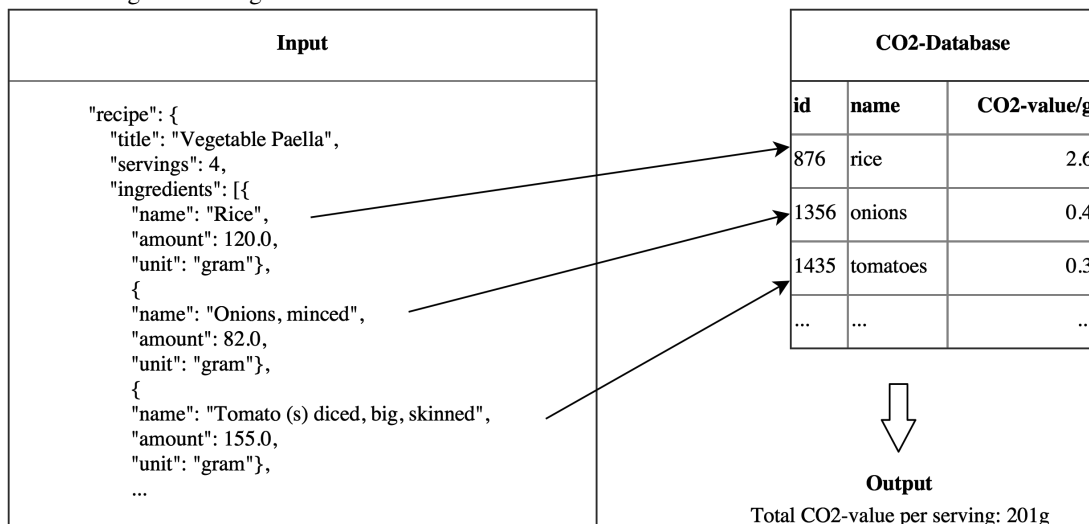 Input
"recipe": {
"title": "Vegetable Paella",
"servings": 4,
"ingredients": [{
"name": "Rice",
"amount": 120.0,
"unit": "gram"},
{
"name": "Onions, minced",
"amount": 82.0,
"unit": "gram"},
{
"name": "Tomato (s) diced, big, skinned",
"amount": 155.0,
"unit": "gram"},
...
CO2-Database
id name CO2-value/g
876 rice 2.6
1356 onions 0.4
1435 tomatoes 0.3
... ... ...
Output
Total CO2-value per serving: 201g